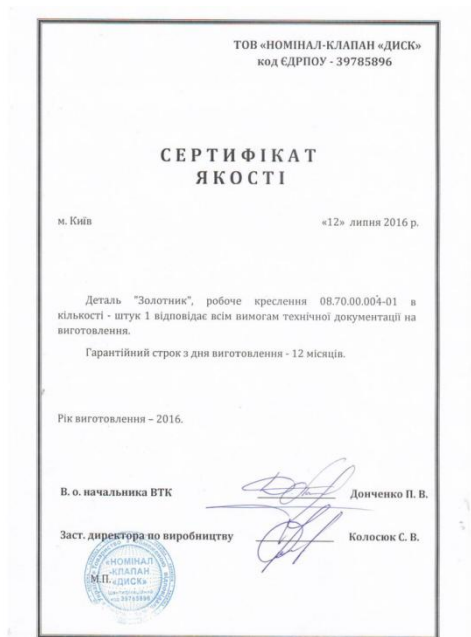 ТОВ «НОМІНАЛ-КЛАПАН «ДИСК»
код ЄДРПОУ - 39785896
СЕРТИФІКАТ
ЯКОСТІ
м. Київ «12» липня 2016 р.
Деталь "Золотник", робоче креслення 08.70.00.004-01 в
кількості - штук 1 відповідає всім вимогам технічної документації на
виготовлення.
Гарантійний строк з дня виготовлення - 12 місяців.
Рік виготовлення – 2016.
В. о. начальника ВТК Донченко П. В.
Заст. директора по виробництву Колосюк С. В.
М.П.
«НОМІНАЛ
-КЛАПАН
«ДИСК»
код 39785896